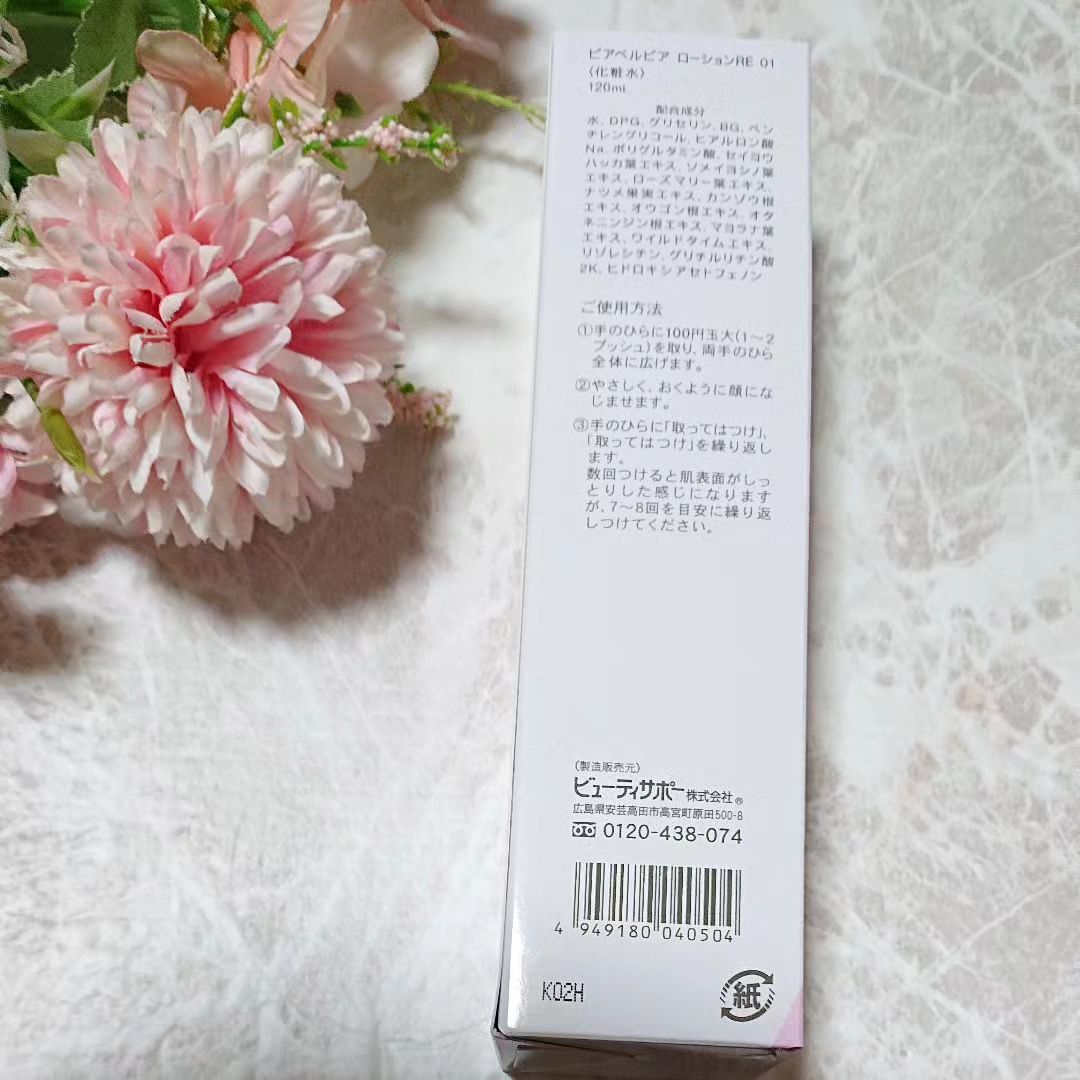 ビアベルピア ローションRE 01
〈化粧水〉
120mL
配合成分
水、DPG、グリセリン、BG、ペン
チレングリコール、ヒアルロン酸
Na、ポリグルタミン酸、セイヨウ
ハッカ葉エキス、ソメイヨシノ葉
エキス、ローズマリー葉エキス、
ナツメ果実エキス、カンゾウ根
エキス、オウゴン根エキス、オタ
ネニンジン根エキス、マヨラナ葉
エキス、ワイルドタイムエキス、
リゾレシチン、グリチルリチン酸
2K、ヒドロキシアセトフェノン
ご使用方法
①手のひらに100円玉大(1〜2
プッシュ)を取り、両手のひら
全体に広げます。
②やさしく、おくように顔にな
じませます。
③手のひらに「取ってはつけ」、
「取ってはつけ」を繰り返し
ます。
数回つけると肌表面がしっ
とりした感じになります
が、7〜8回を目安に繰り返
しつけてください。
〈製造販売元〉
ビューティサポー株式会社®
広島県安芸高田市高宮町原田500-8
0120-438-074
4 949180 040504
K02H
紙